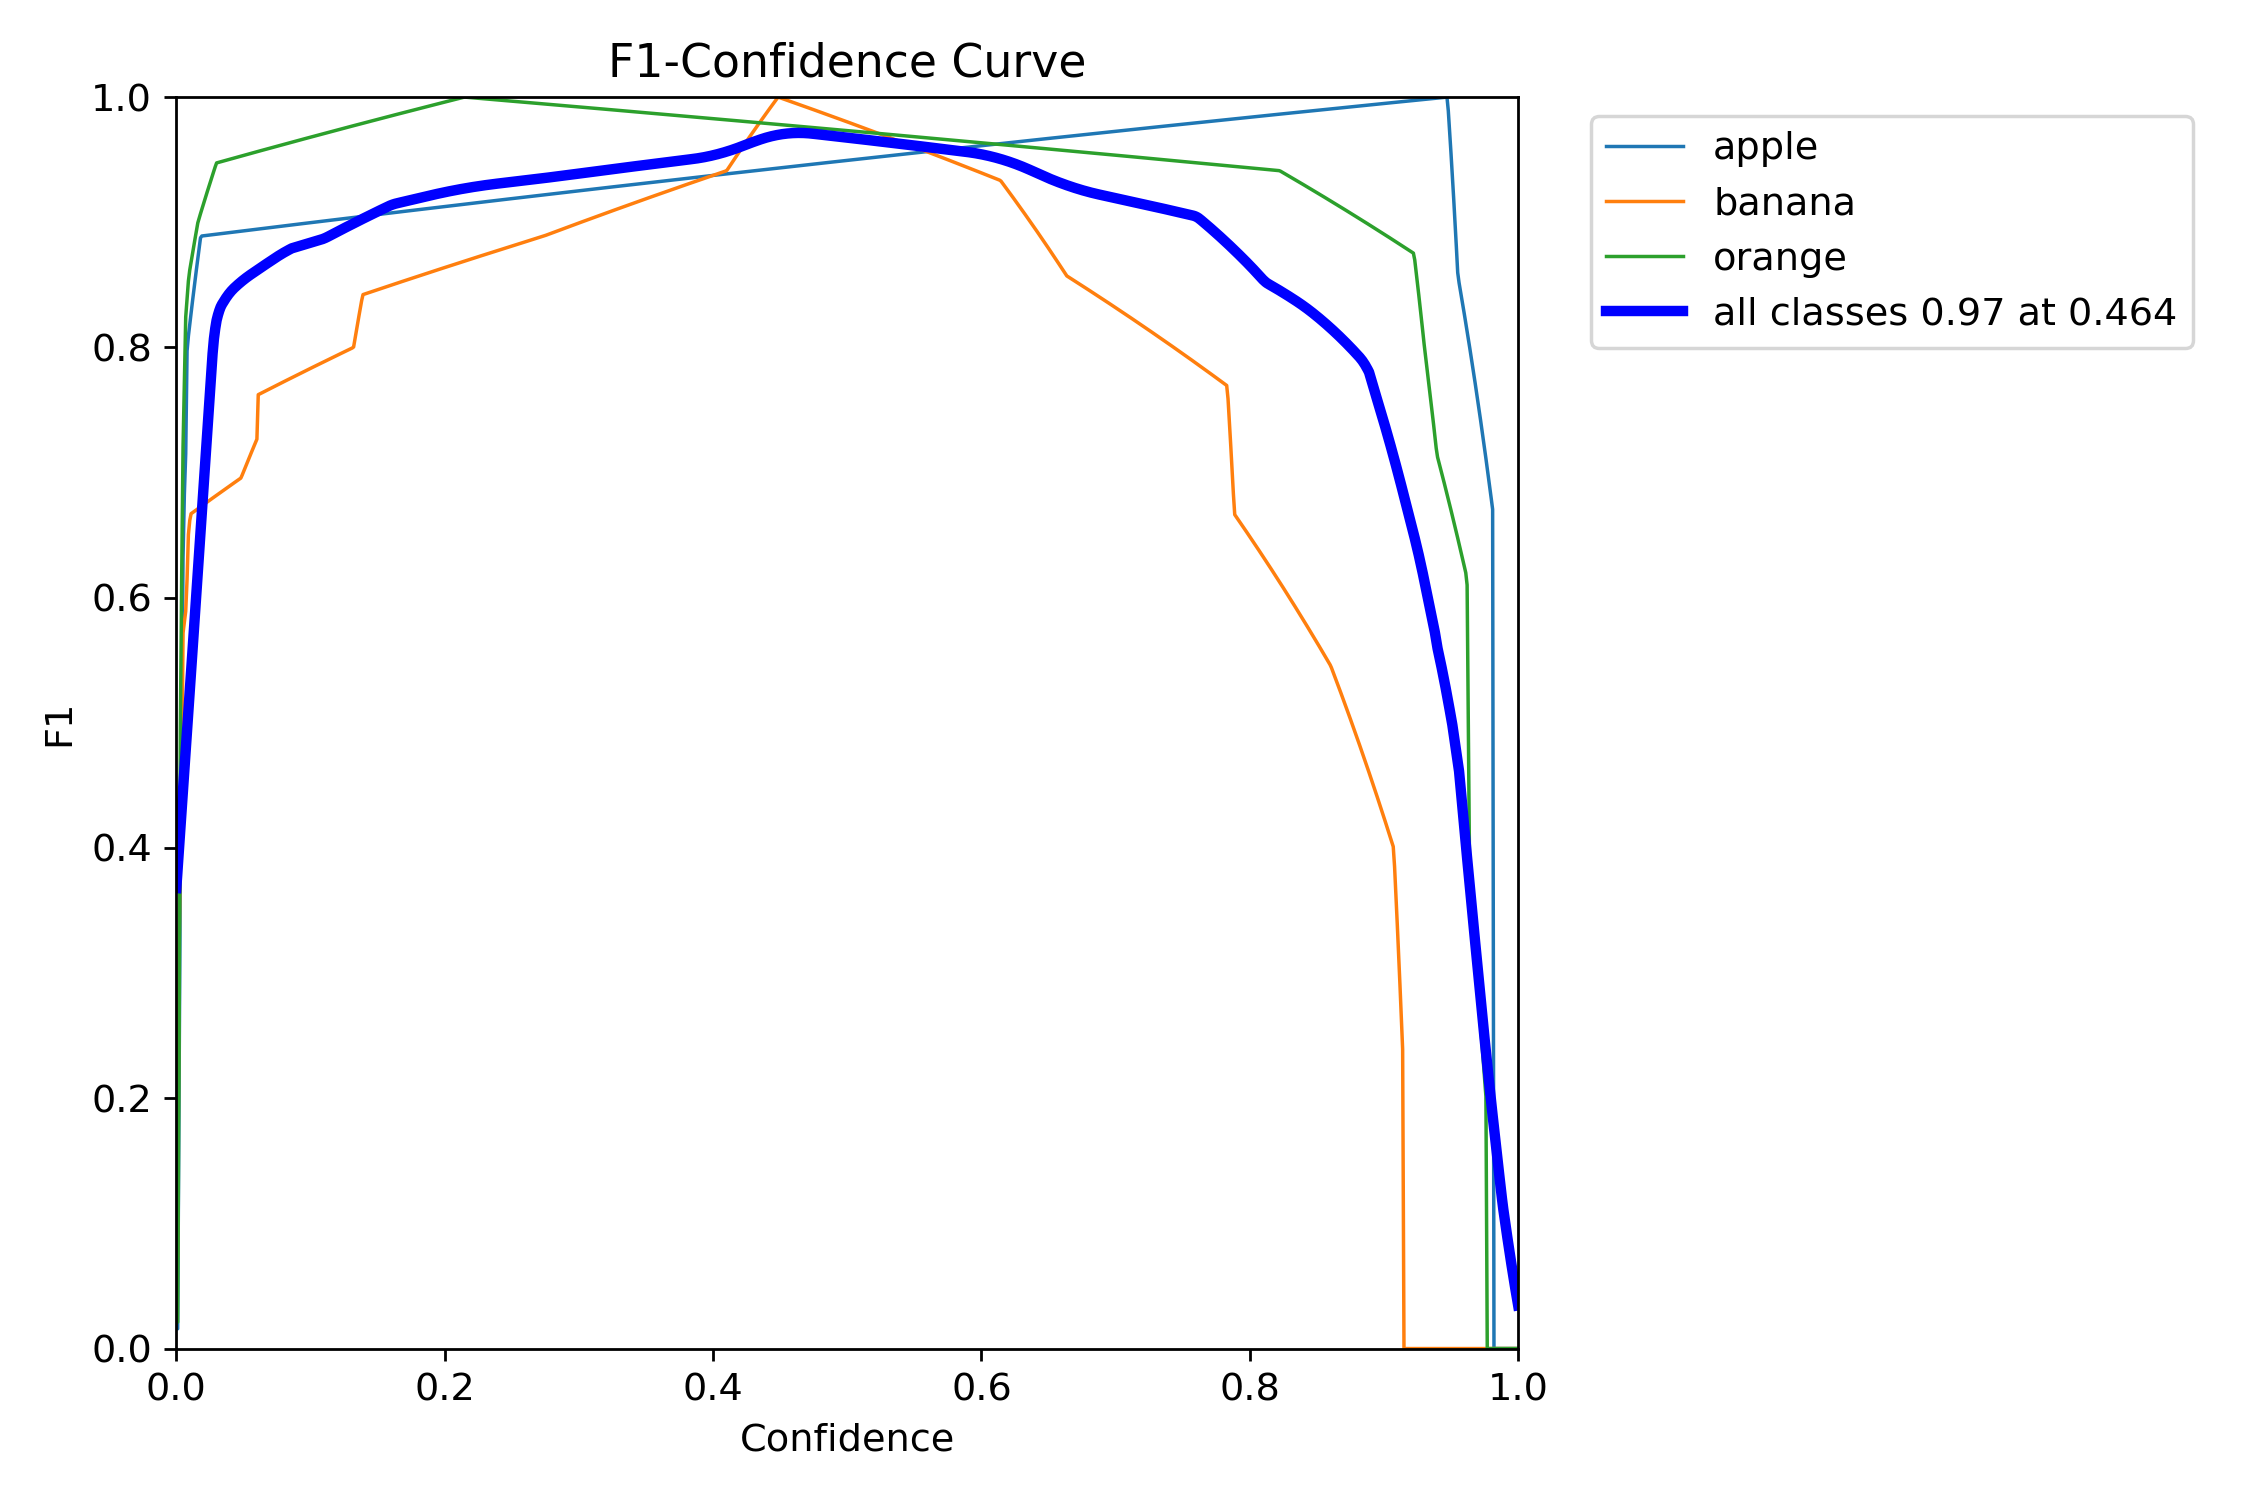 F1-Confidence Curve
1.0
0.8
0.6
0.4
0.2
0.0
F1
0.0 0.2 0.4 0.6 0.8 1.0
Confidence
apple
banana
orange
all classes 0.97 at 0.464